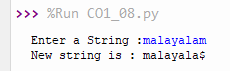 >>> %Run CO1_08.py
Enter a String :malayalam
New string is : malayala$